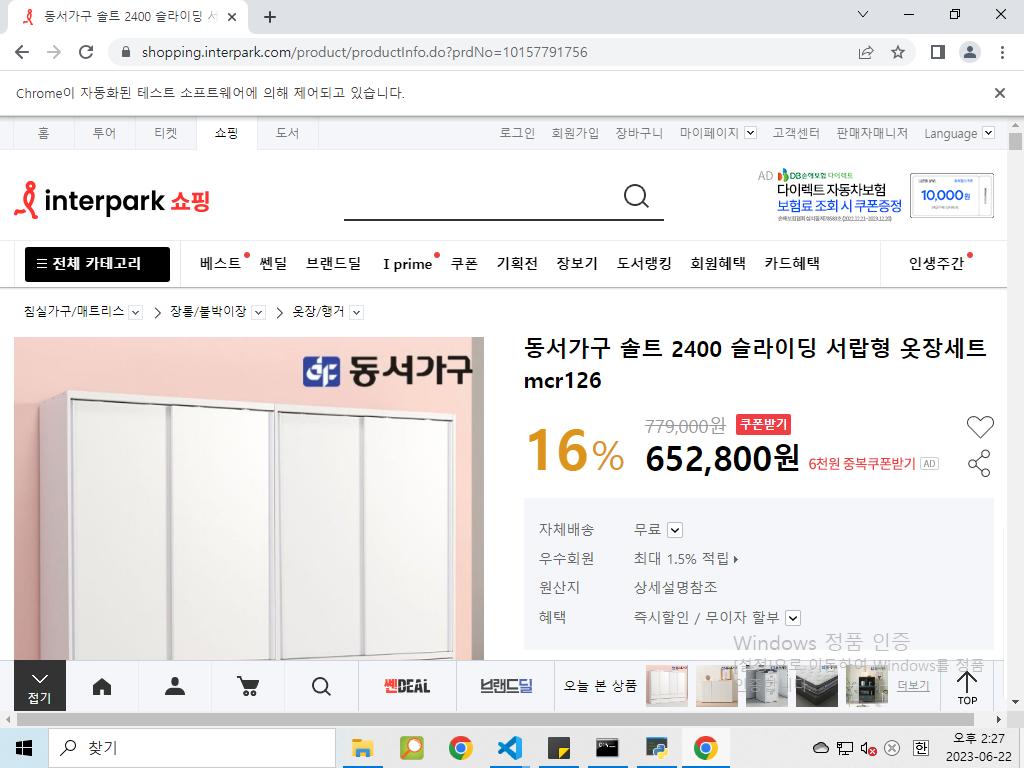 동서가구 솔트 2400 슬라이딩 서
shopping.interpark.com/product/productInfo.do?prdNo=10157791756
Chrome이 자동화된 테스트 소프트웨어에 의해 제어되고 있습니다.
홈 투어 티켓 쇼핑 도서 로그인 회원가입 장바구니 마이페이지 고객센터 판매자매니저 Language
interpark 쇼핑
AD DB손해보험 다이렉트
다이렉트 자동차보험
보험료 조회 시 쿠폰증정
10,000원
전체 카테고리 베스트 쎈딜 브랜드딜 I prime 쿠폰 기획전 장보기 도서랭킹 회원혜택 카드혜택 인생주간
침실가구/매트리스 > 장롱/붙박이장 > 옷장/행거
동서가구
동서가구 솔트 2400 슬라이딩 서랍형 옷장세트
mcr126
16%
779,000원 쿠폰받기
652,800원 6천원 중복쿠폰받기 AD
자체배송 무료
우수회원 최대 1.5% 적립
원산지 상세설명참조
혜택 즉시할인 / 무이자 할부
Windows 정품 인증
[설정]으로 이동하여 Windows를 정품
접기
쎈DEAL
브랜드딜
오늘 본 상품
더보기
TOP
찾기
한
오후 2:27
2023-06-22